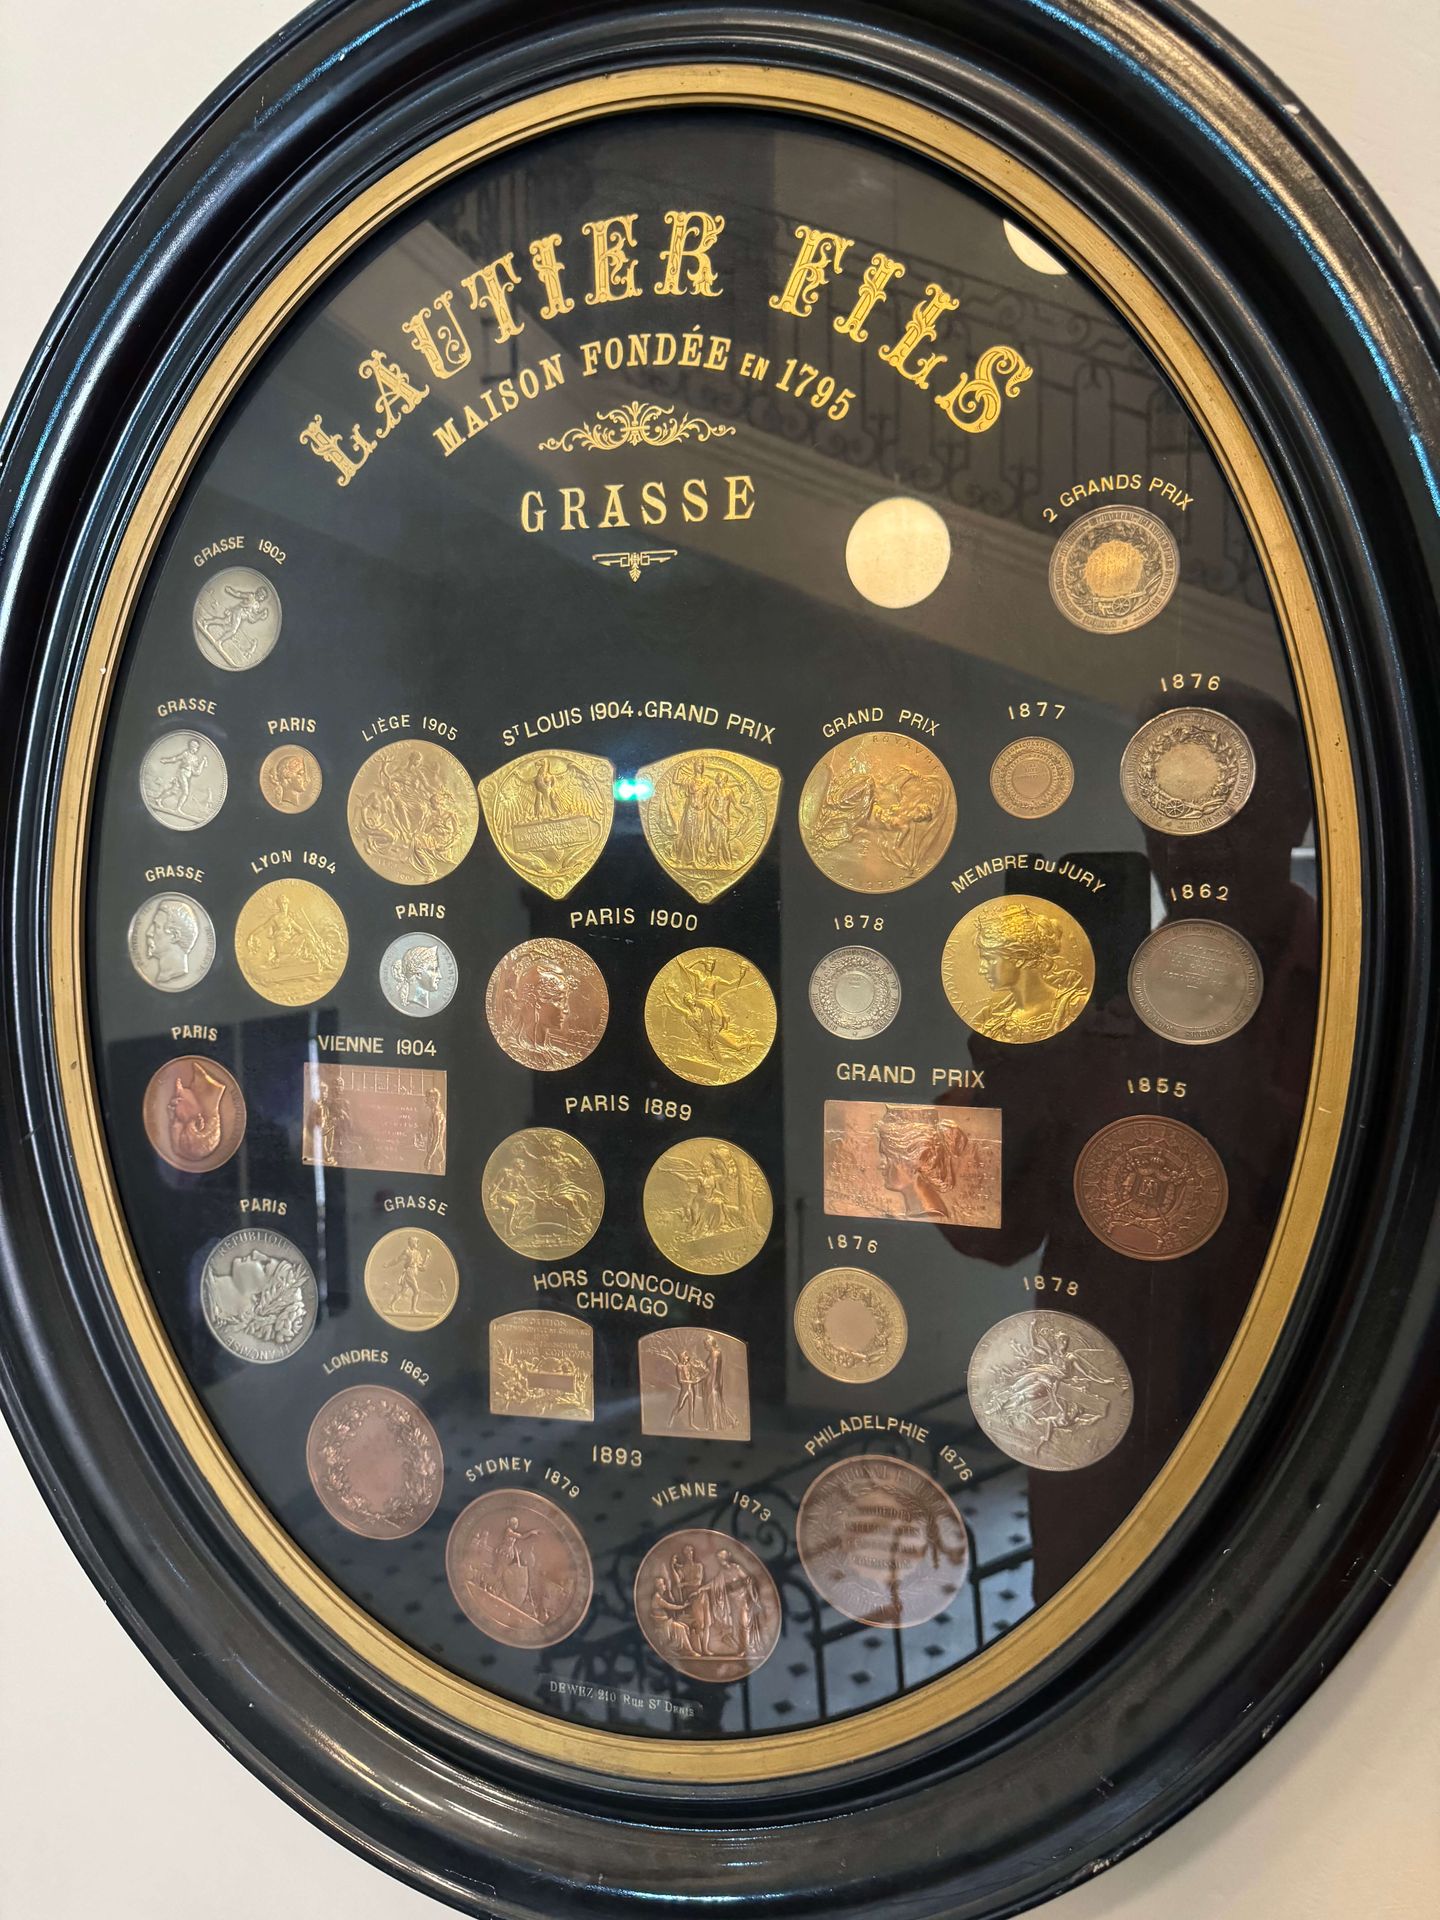 LAUTIER FILS
MAISON FONDÉE EN 1795
GRASSE
2 GRANDS PRIX
GRASSE 1902
GRASSE
PARIS
LIÈGE 1905
ST LOUIS 1904.GRAND PRIX
GRAND PRIX
1877
1876
GRASSE
LYON 1894
PARIS
PARIS 1900
1878
MEMBRE DU JURY
1862
PARIS
VIENNE 1904
PARIS 1889
GRAND PRIX
1855
PARIS
REPUBLIQUE
GRASSE
HORS CONCOURS
CHICAGO
1876
1878
LONDRES 1862
1893
SYDNEY 1879
VIENNE 1873
PHILADELPHIE 1876
DEWEZ 210 Rue St Denis